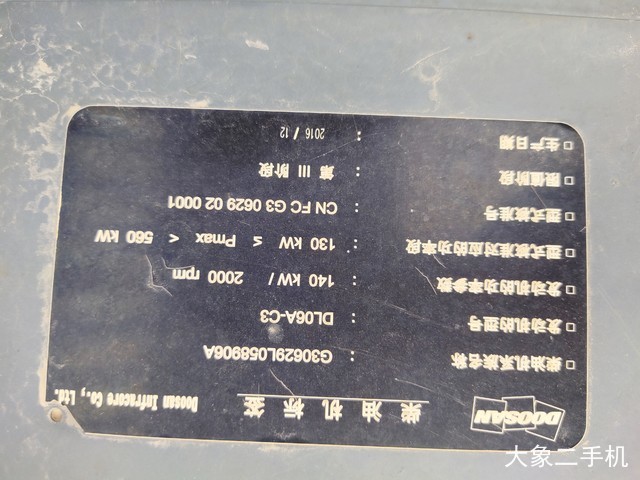 DOOSAN 柴油机标签 Doosan Infracore Co., Ltd.
□ 柴油机系族名称 : G30629L058906A
□ 发动机的型号 : DL06A-C3
□ 发动机的功率参数 : 140 kW / 2000 rpm
□ 型式核准对应的功率段 : 130 kW ≤ Pmax < 560 kW
□ 型式核准号 : CN FC G3 0629 02 0001
□ 限值阶段 : 第 III 阶段
□ 生产日期 : 2016 / 12
大象二手机